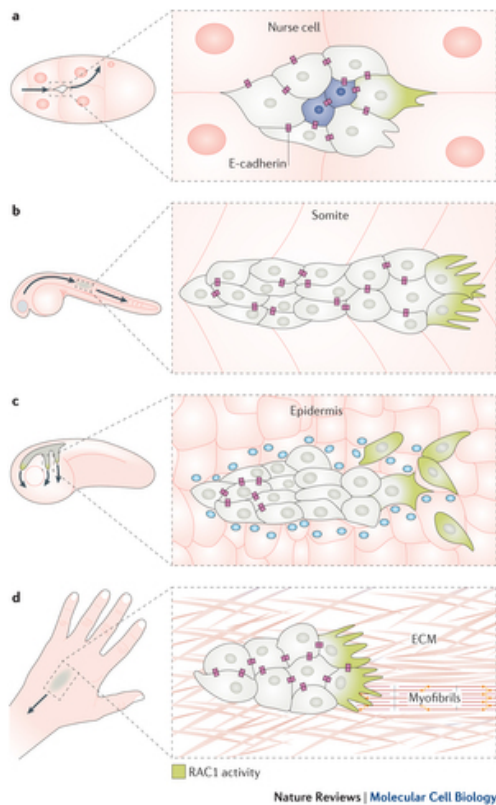 a
Nurse cell
E-cadherin
b
Somite
c
Epidermis
d
ECM
Myofibrils
RAC1 activity
Nature Reviews | Molecular Cell Biology